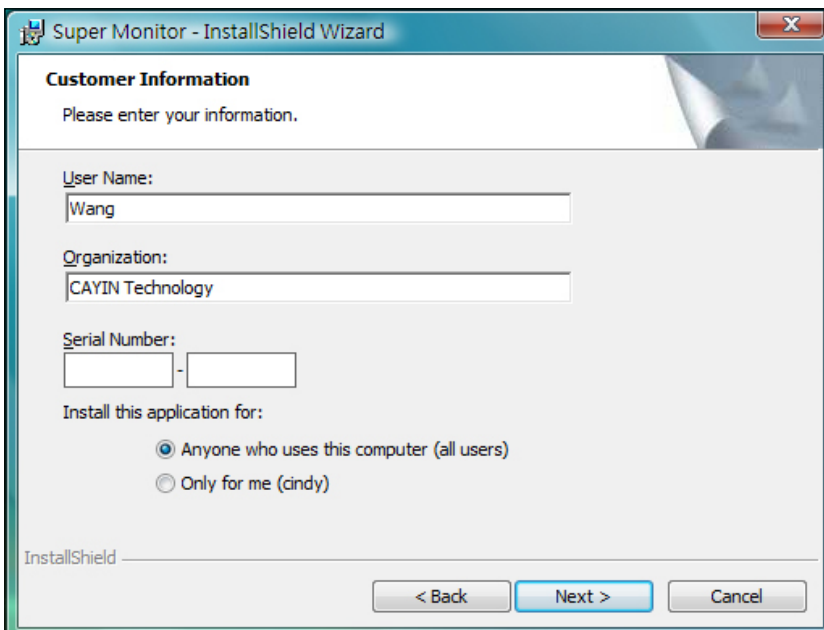 Super Monitor - InstallShield Wizard
Customer Information
Please enter your information.
User Name:
Wang
Organization:
CAYIN Technology
Serial Number:
-
Install this application for:
Anyone who uses this computer (all users)
Only for me (cindy)
InstallShield
< Back Next > Cancel